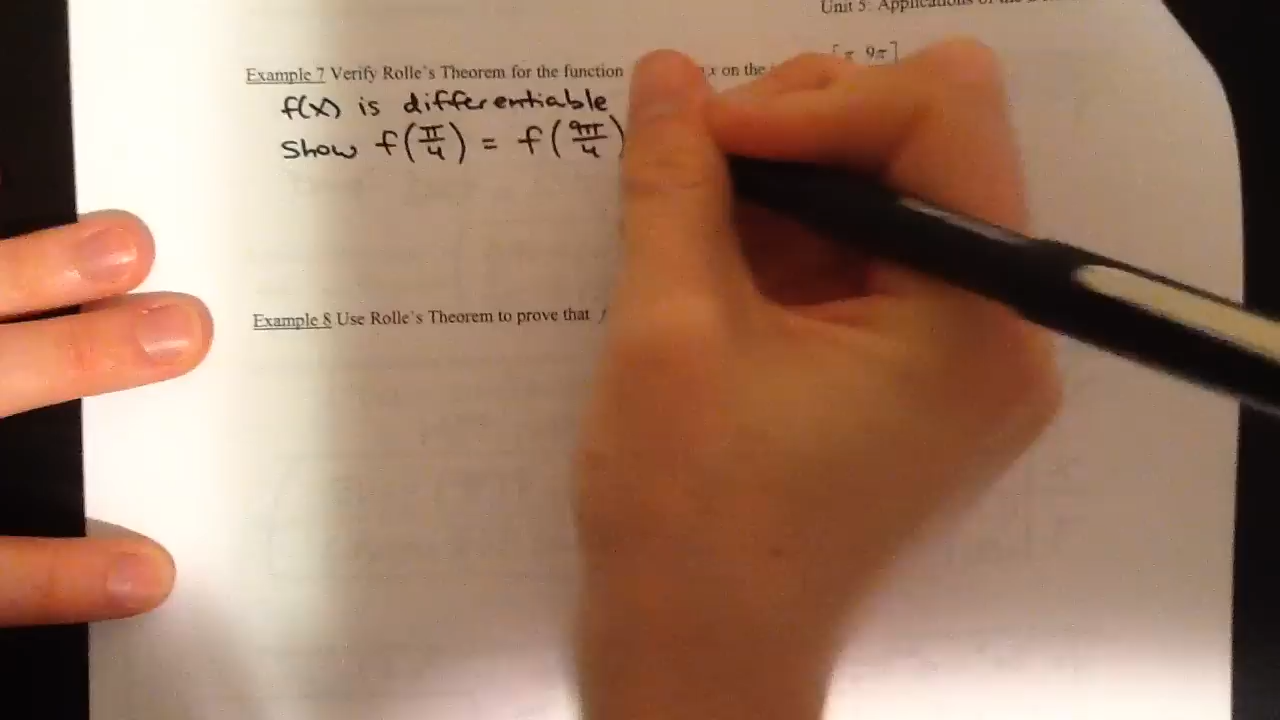 Unit 5: Applications of the
Example 7 Verify Rolle's Theorem for the function x on the [π 9π]
f(x) is differentiable
Show f(π/4) = f(9π/4)
Example 8 Use Rolle's Theorem to prove that f